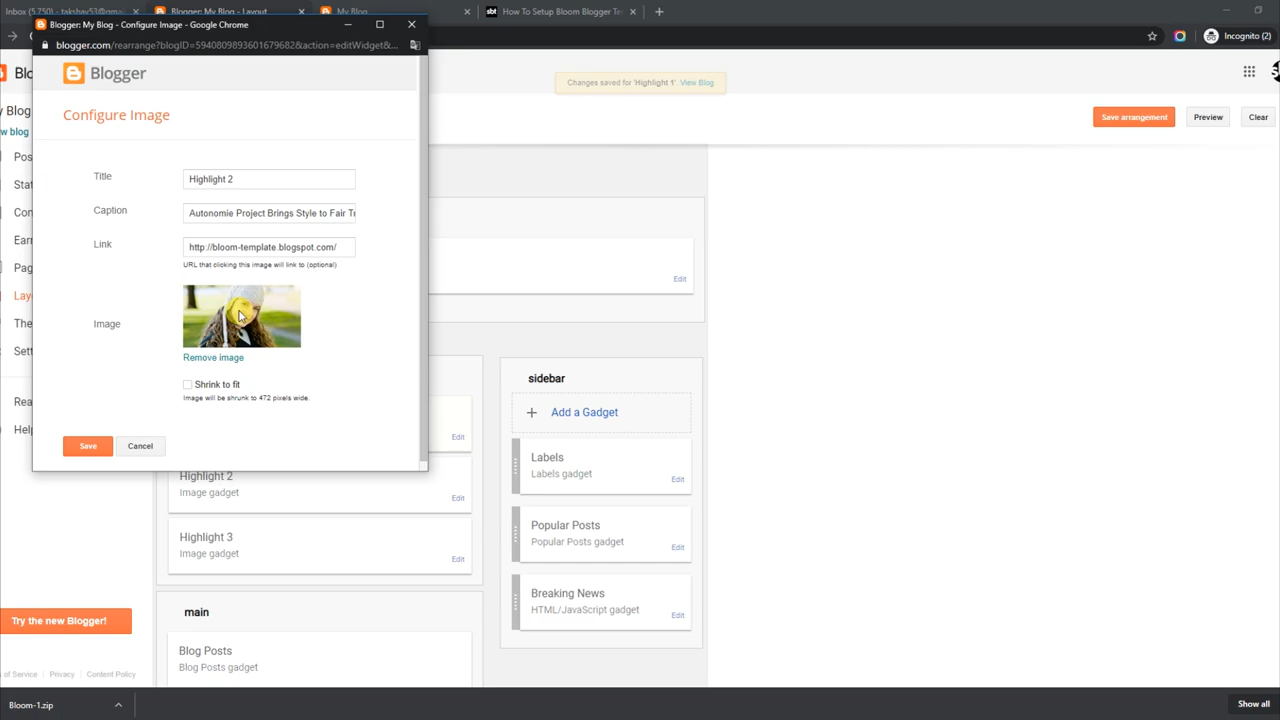 Inbox (5,750) - takshav53@gmail.c
Blogger: My Blog - Layout
My Blog
How To Setup Bloom Blogger Te
Blogger: My Blog - Configure Image - Google Chrome
blogger.com/rearrange?blogID=5940809893601679682&action=editWidget&...
Incognito (2)
Blogger
Changes saved for 'Highlight 1'. View Blog
Configure Image
Save arrangement
Preview
Clear
My Blog
w blog
Pos
Stat
Con
Earn
Pag
Lay
The
Sett
Rea
Help
Title
Highlight 2
Caption
Autonomie Project Brings Style to Fair Tr
Link
http://bloom-template.blogspot.com/
URL that clicking this image will link to (optional)
Edit
Image
Remove image
Shrink to fit
Image will be shrunk to 472 pixels wide.
Save
Cancel
sidebar
Add a Gadget
Edit
Labels
Labels gadget
Edit
Highlight 2
Image gadget
Edit
Popular Posts
Popular Posts gadget
Edit
Highlight 3
Image gadget
Edit
Breaking News
HTML/JavaScript gadget
Edit
main
Try the new Blogger!
Blog Posts
Blog Posts gadget
of Service
Privacy
Content Policy
Bloom-1.zip
Show all